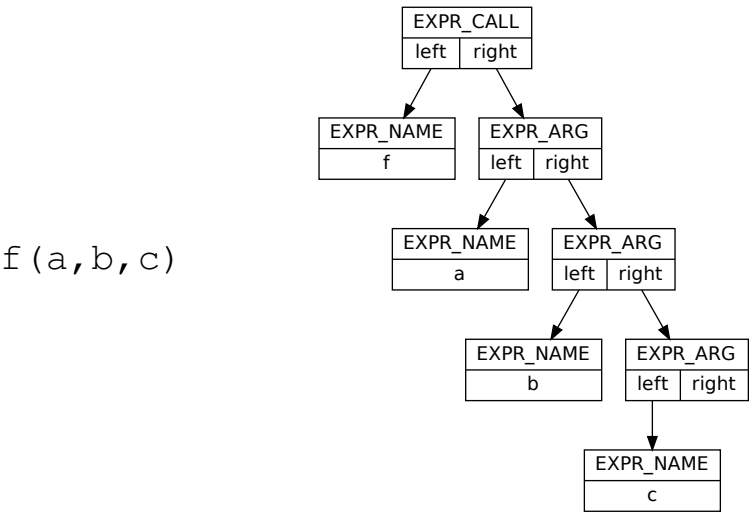 EXPR_CALL
left right
EXPR_NAME EXPR_ARG
f left right
f(a,b,c)
EXPR_NAME EXPR_ARG
a left right
EXPR_NAME EXPR_ARG
b left right
EXPR_NAME
c